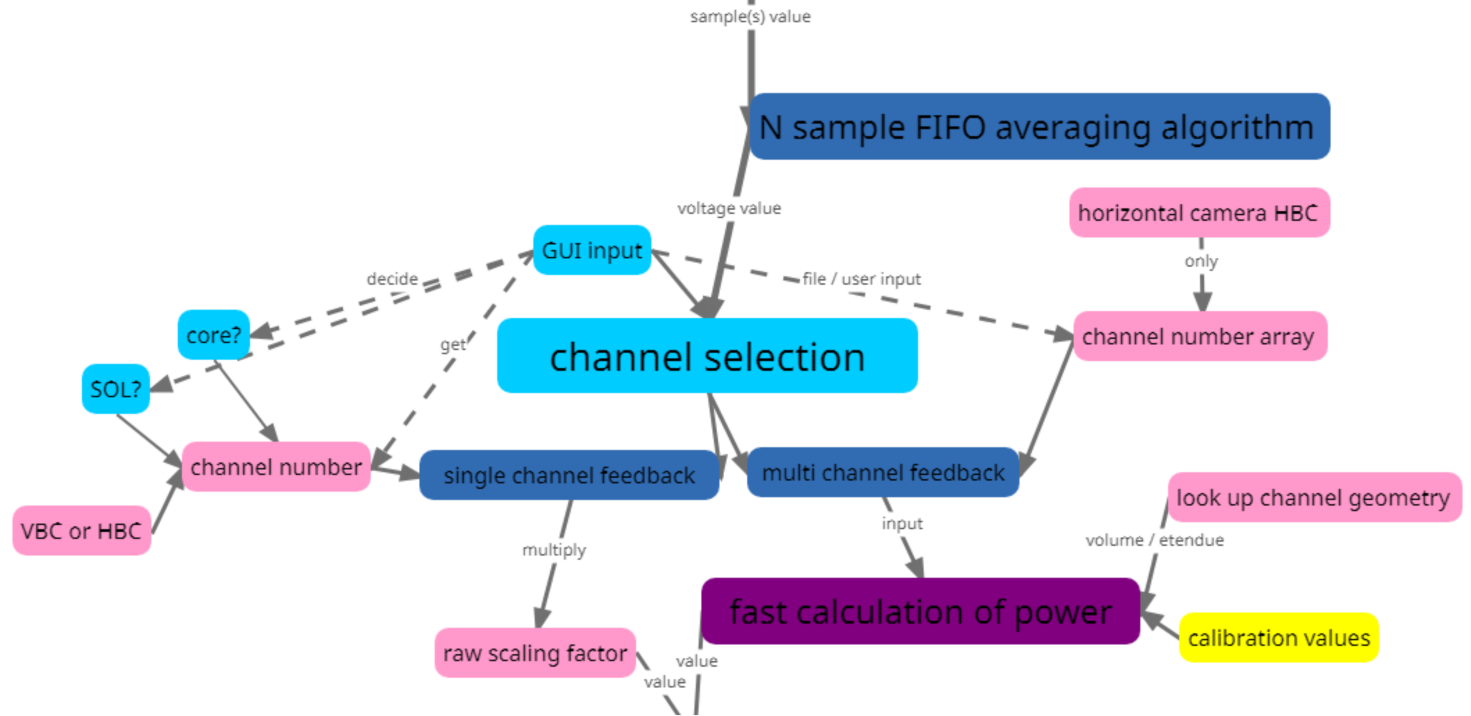 sample(s) value
N sample FIFO averaging algorithm
voltage value
horizontal camera HBC
GUI input
only
decide
file / user input
core?
channel number array
get
channel selection
SOL?
channel number
single channel feedback
multi channel feedback
look up channel geometry
VBC or HBC
input
volume / etendue
multiply
fast calculation of power
calibration values
raw scaling factor
value
value